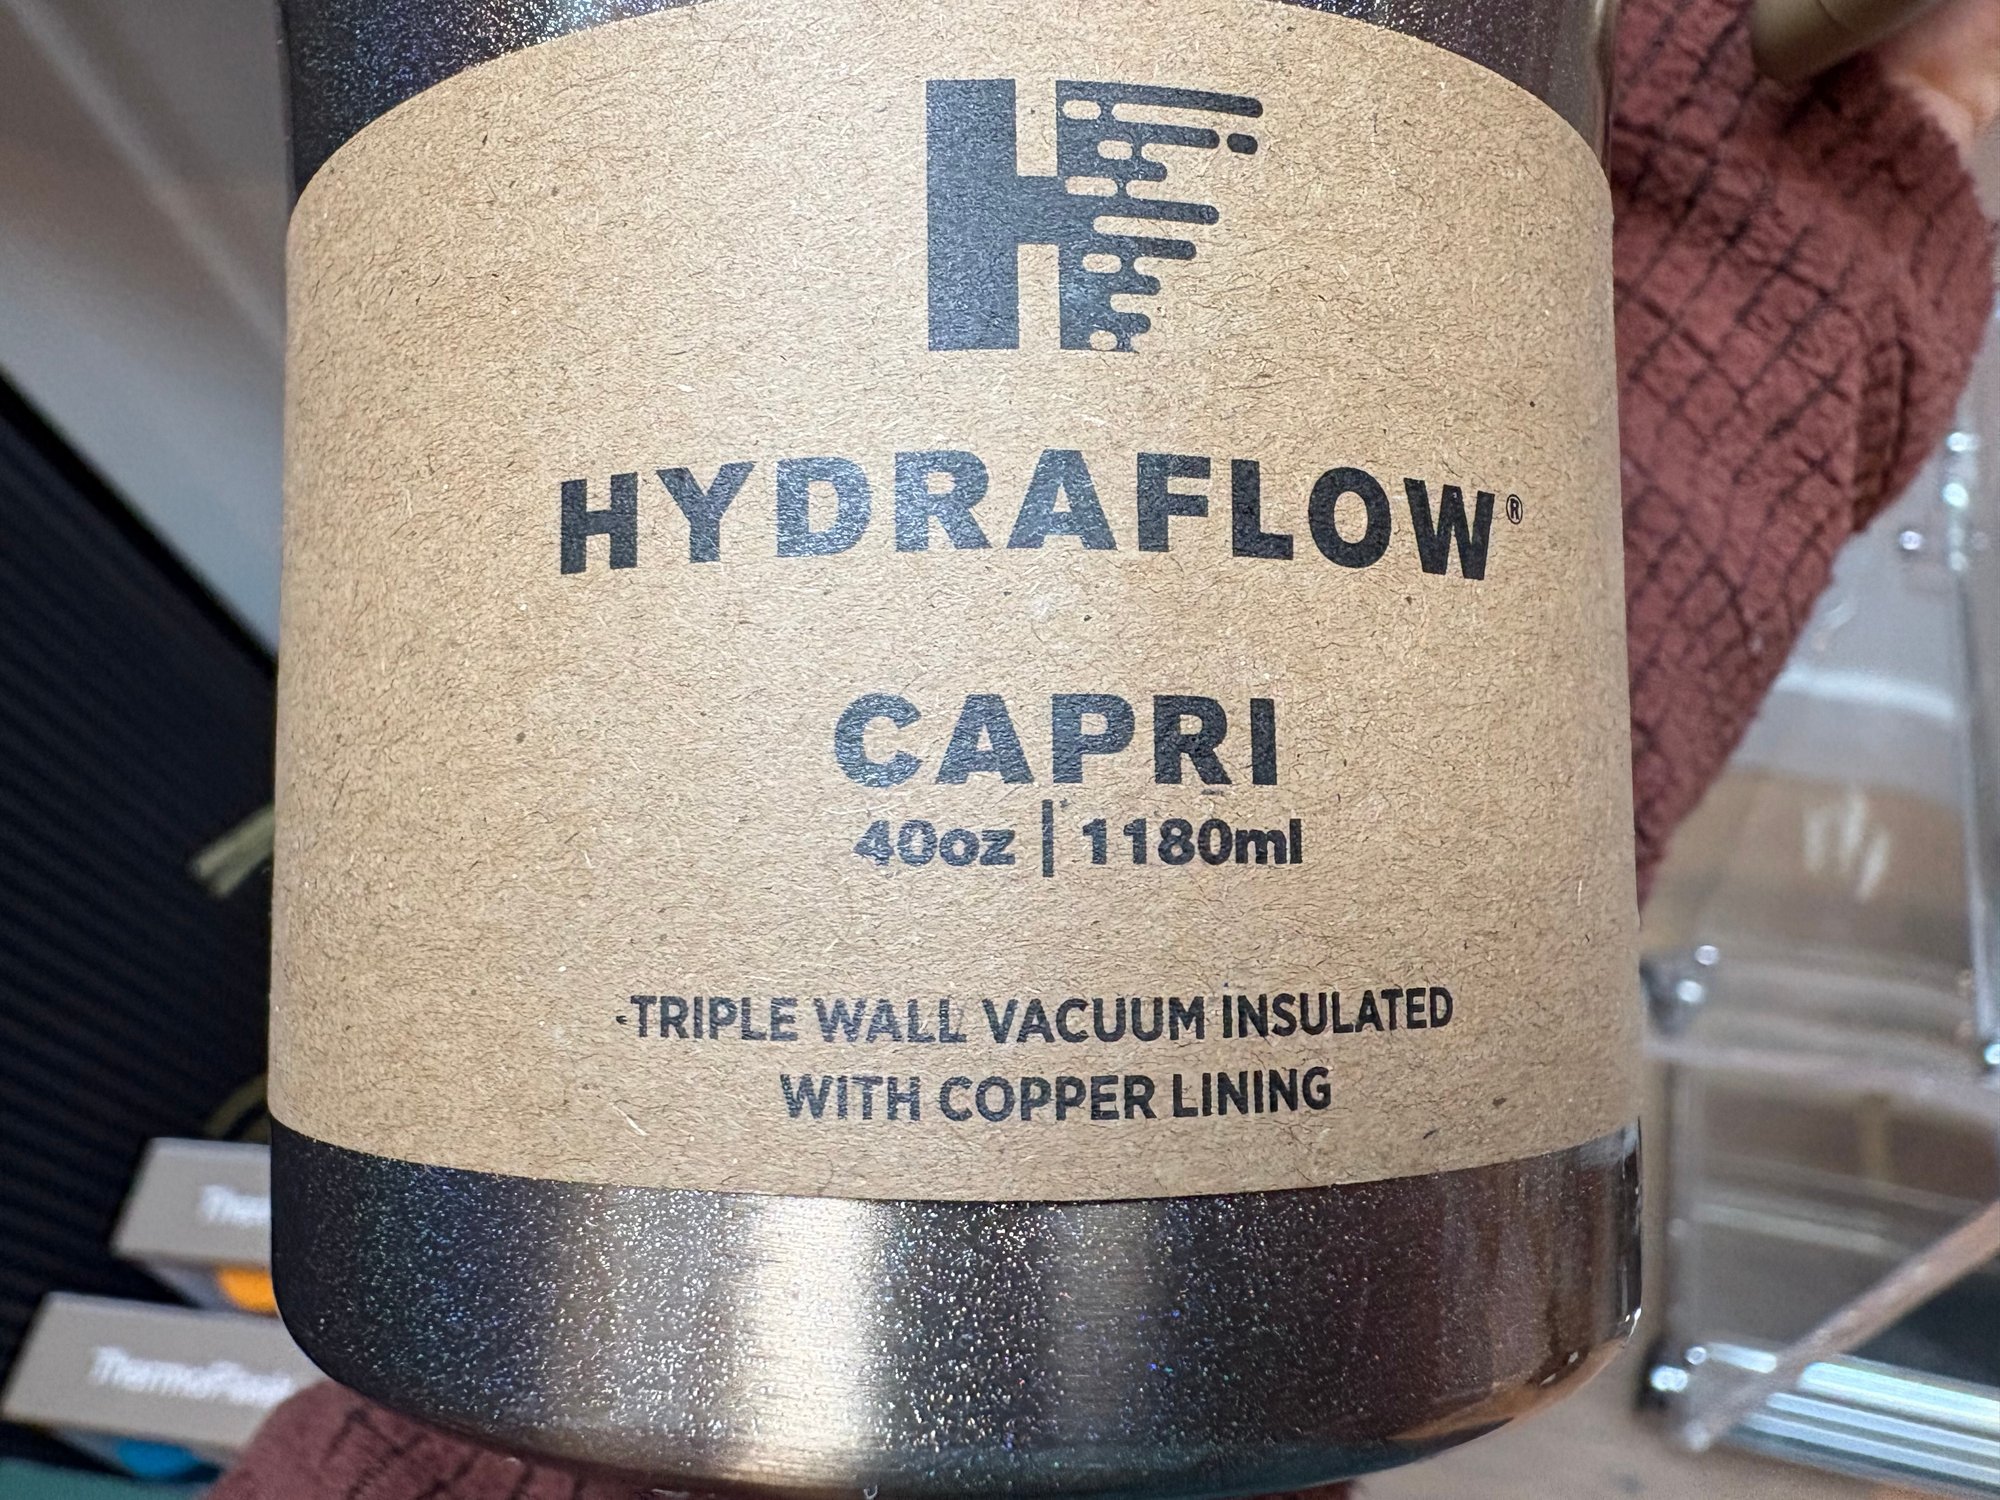 H
HYDRAFLOW®
CAPRI
40oz | 1180ml
-TRIPLE WALL VACUUM INSULATED
WITH COPPER LINING